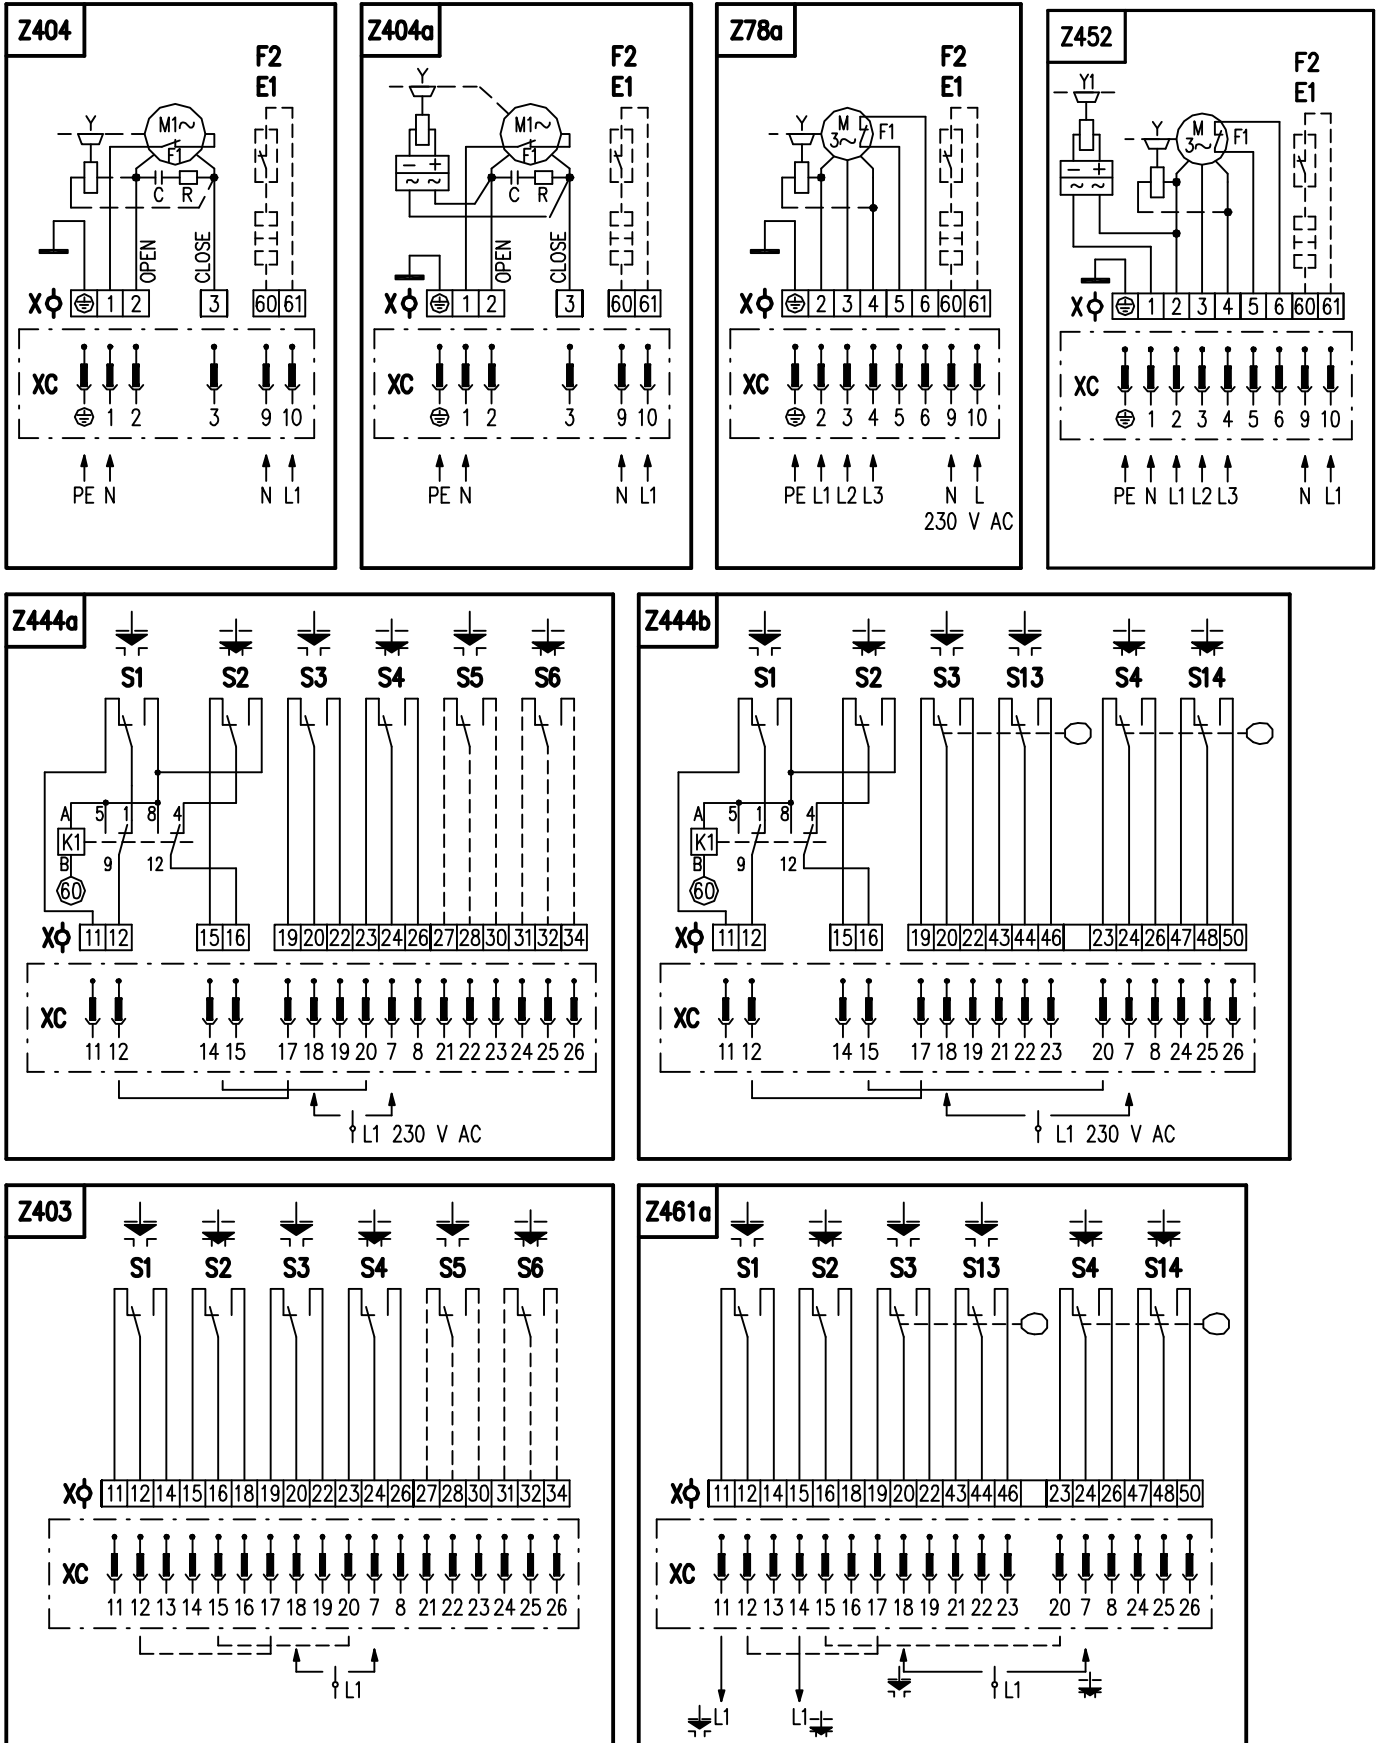 Z404
F2
E1
Y M1~
F1
C R
OPEN CLOSE
X 1 2 3 60 61
XC
1 2 3 9 10
PE N N L1
Z404a
F2
E1
Y
M1~
F1
− +
~ ~
C R
OPEN CLOSE
X 1 2 3 60 61
XC
1 2 3 9 10
PE N N L1
Z78a
F2
E1
Y M 3~ F1
X 2 3 4 5 6 60 61
XC
2 3 4 5 6 9 10
PE L1 L2 L3 N L
230 V AC
Z452
F2
E1
Y1
Y M 3~ F1
− +
~ ~
X 1 2 3 4 5 6 60 61
XC
1 2 3 4 5 6 9 10
PE N L1 L2 L3 N L1
Z444a
S1 S2 S3 S4 S5 S6
A 5 1 8 4
K1
B 9 12
60
X 11 12 15 16 19 20 22 23 24 26 27 28 30 31 32 34
XC
11 12 14 15 17 18 19 20 7 8 21 22 23 24 25 26
L1 230 V AC
Z444b
S1 S2 S3 S13 S4 S14
A 5 1 8 4
K1
B 9 12
60
X 11 12 15 16 19 20 22 43 44 46 23 24 26 47 48 50
XC
11 12 14 15 17 18 19 21 22 23 20 7 8 24 25 26
L1 230 V AC
Z403
S1 S2 S3 S4 S5 S6
X 11 12 14 15 16 18 19 20 22 23 24 26 27 28 30 31 32 34
XC
11 12 13 14 15 16 17 18 19 20 7 8 21 22 23 24 25 26
L1
Z461a
S1 S2 S3 S13 S4 S14
X 11 12 14 15 16 18 19 20 22 43 44 46 23 24 26 47 48 50
XC
11 12 13 14 15 16 17 18 19 21 22 23 20 7 8 24 25 26
L1
L1 L1